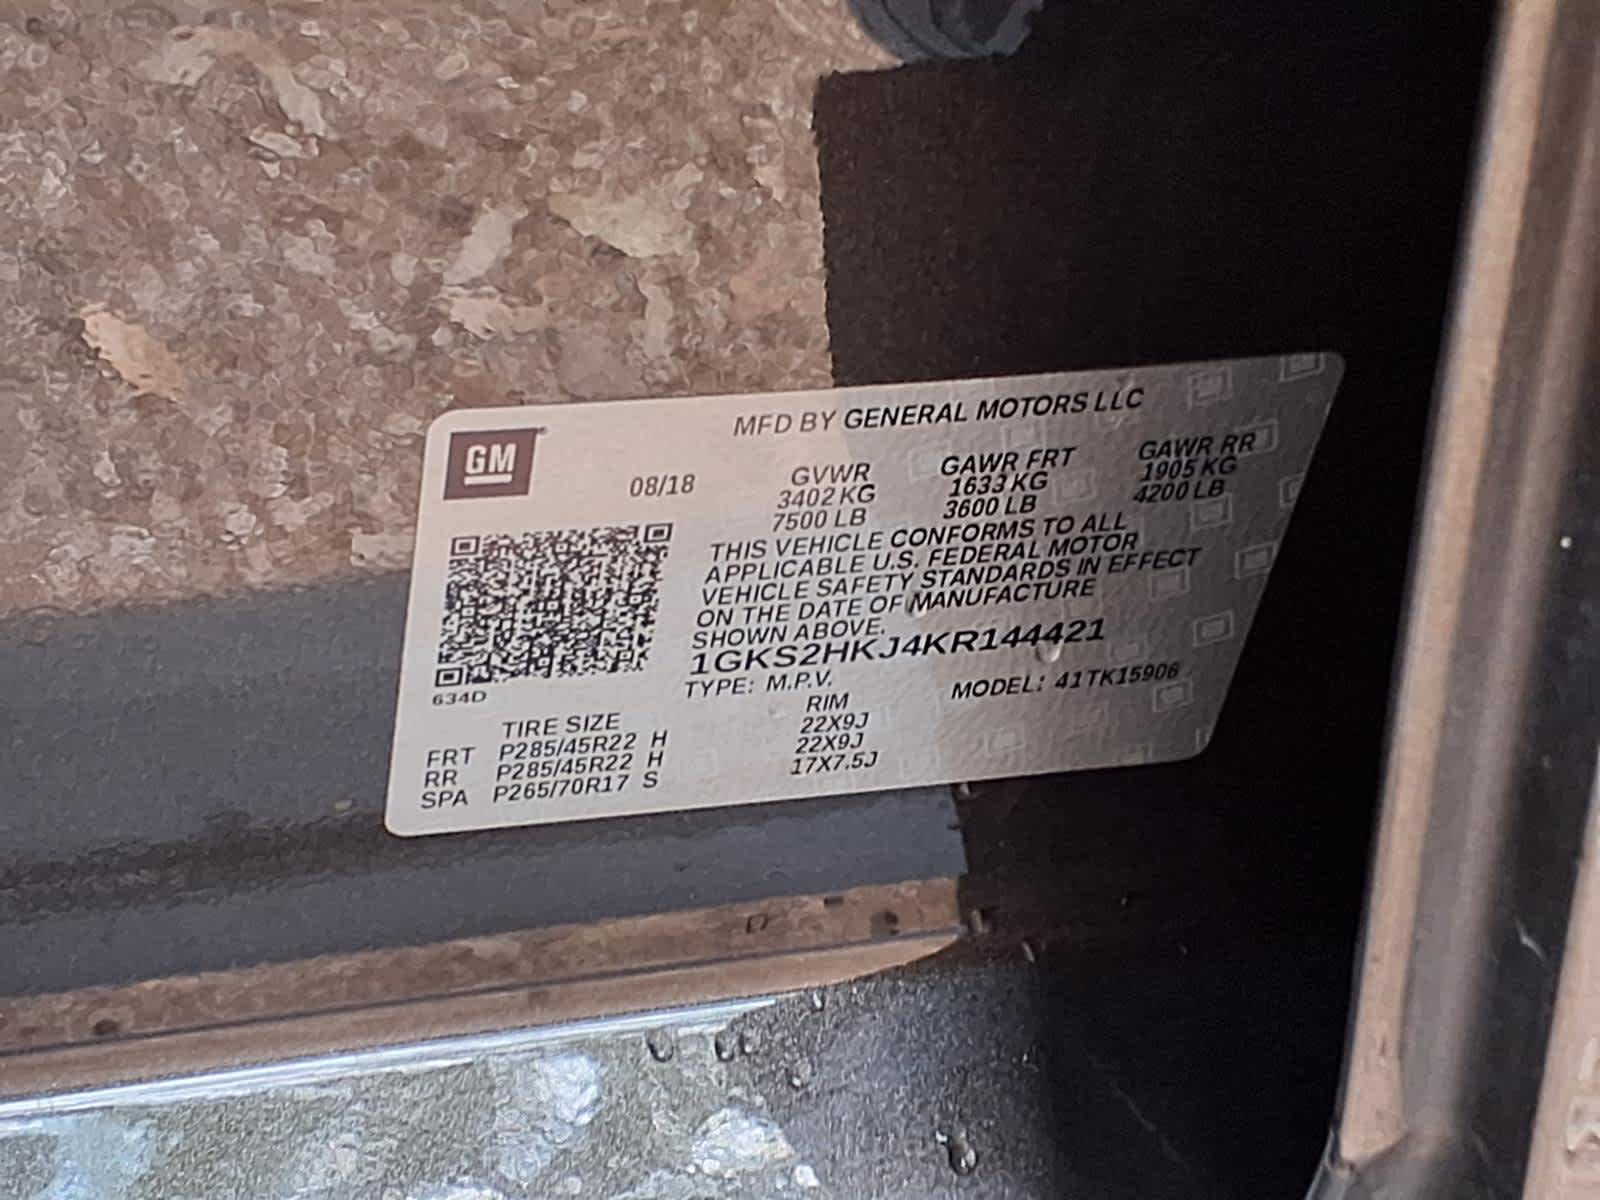 GM
MFD BY GENERAL MOTORS LLC
08/18
GVWR GAWR FRT GAWR RR
3402 KG 1633 KG 1905 KG
7500 LB 3600 LB 4200 LB
THIS VEHICLE CONFORMS TO ALL
APPLICABLE U.S. FEDERAL MOTOR
VEHICLE SAFETY STANDARDS IN EFFECT
ON THE DATE OF MANUFACTURE
SHOWN ABOVE.
1GKS2HKJ4KR144421
TYPE: M.P.V. MODEL: 41TK15906
634D
TIRE SIZE RIM
FRT P285/45R22 H 22X9J
RR P285/45R22 H 22X9J
SPA P265/70R17 S 17X7.5J